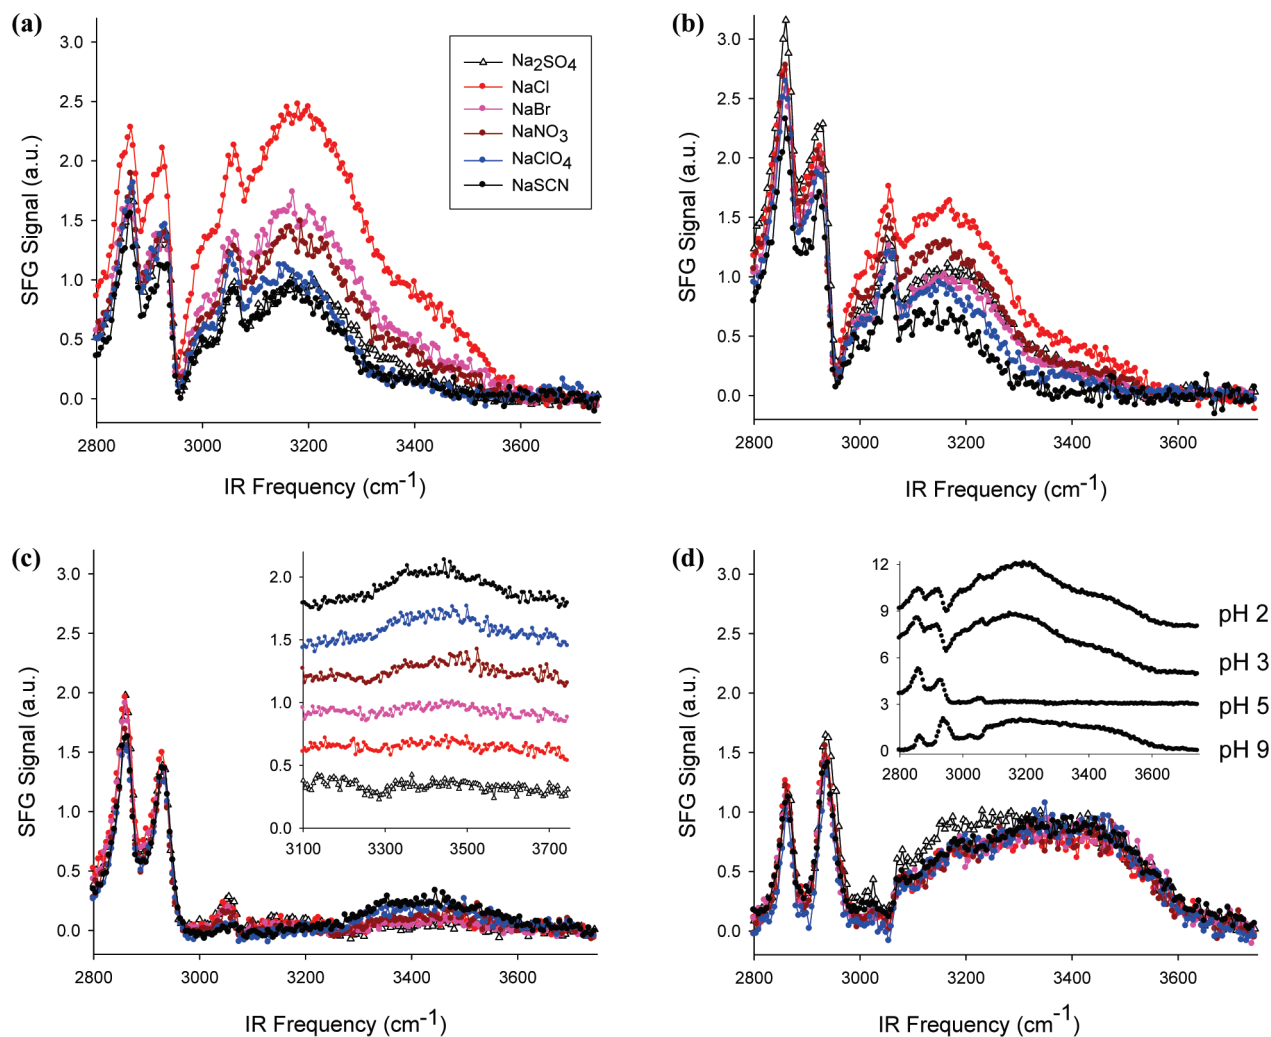 (a)
3.0
2.5
2.0
1.5
1.0
0.5
0.0
SFG Signal (a.u.)
2800 3000 3200 3400 3600
IR Frequency (cm-1)
Na2SO4
NaCl
NaBr
NaNO3
NaClO4
NaSCN
(b)
3.0
2.5
2.0
1.5
1.0
0.5
0.0
SFG Signal (a.u.)
2800 3000 3200 3400 3600
IR Frequency (cm-1)
(c)
3.0
2.5
2.0
1.5
1.0
0.5
0.0
SFG Signal (a.u.)
2800 3000 3200 3400 3600
IR Frequency (cm-1)
2.0
1.5
1.0
0.5
0.0
3100 3300 3500 3700
(d)
3.0
2.5
2.0
1.5
1.0
0.5
0.0
SFG Signal (a.u.)
2800 3000 3200 3400 3600
IR Frequency (cm-1)
12
9
6
3
0
2800 3000 3200 3400 3600
pH 2
pH 3
pH 5
pH 9